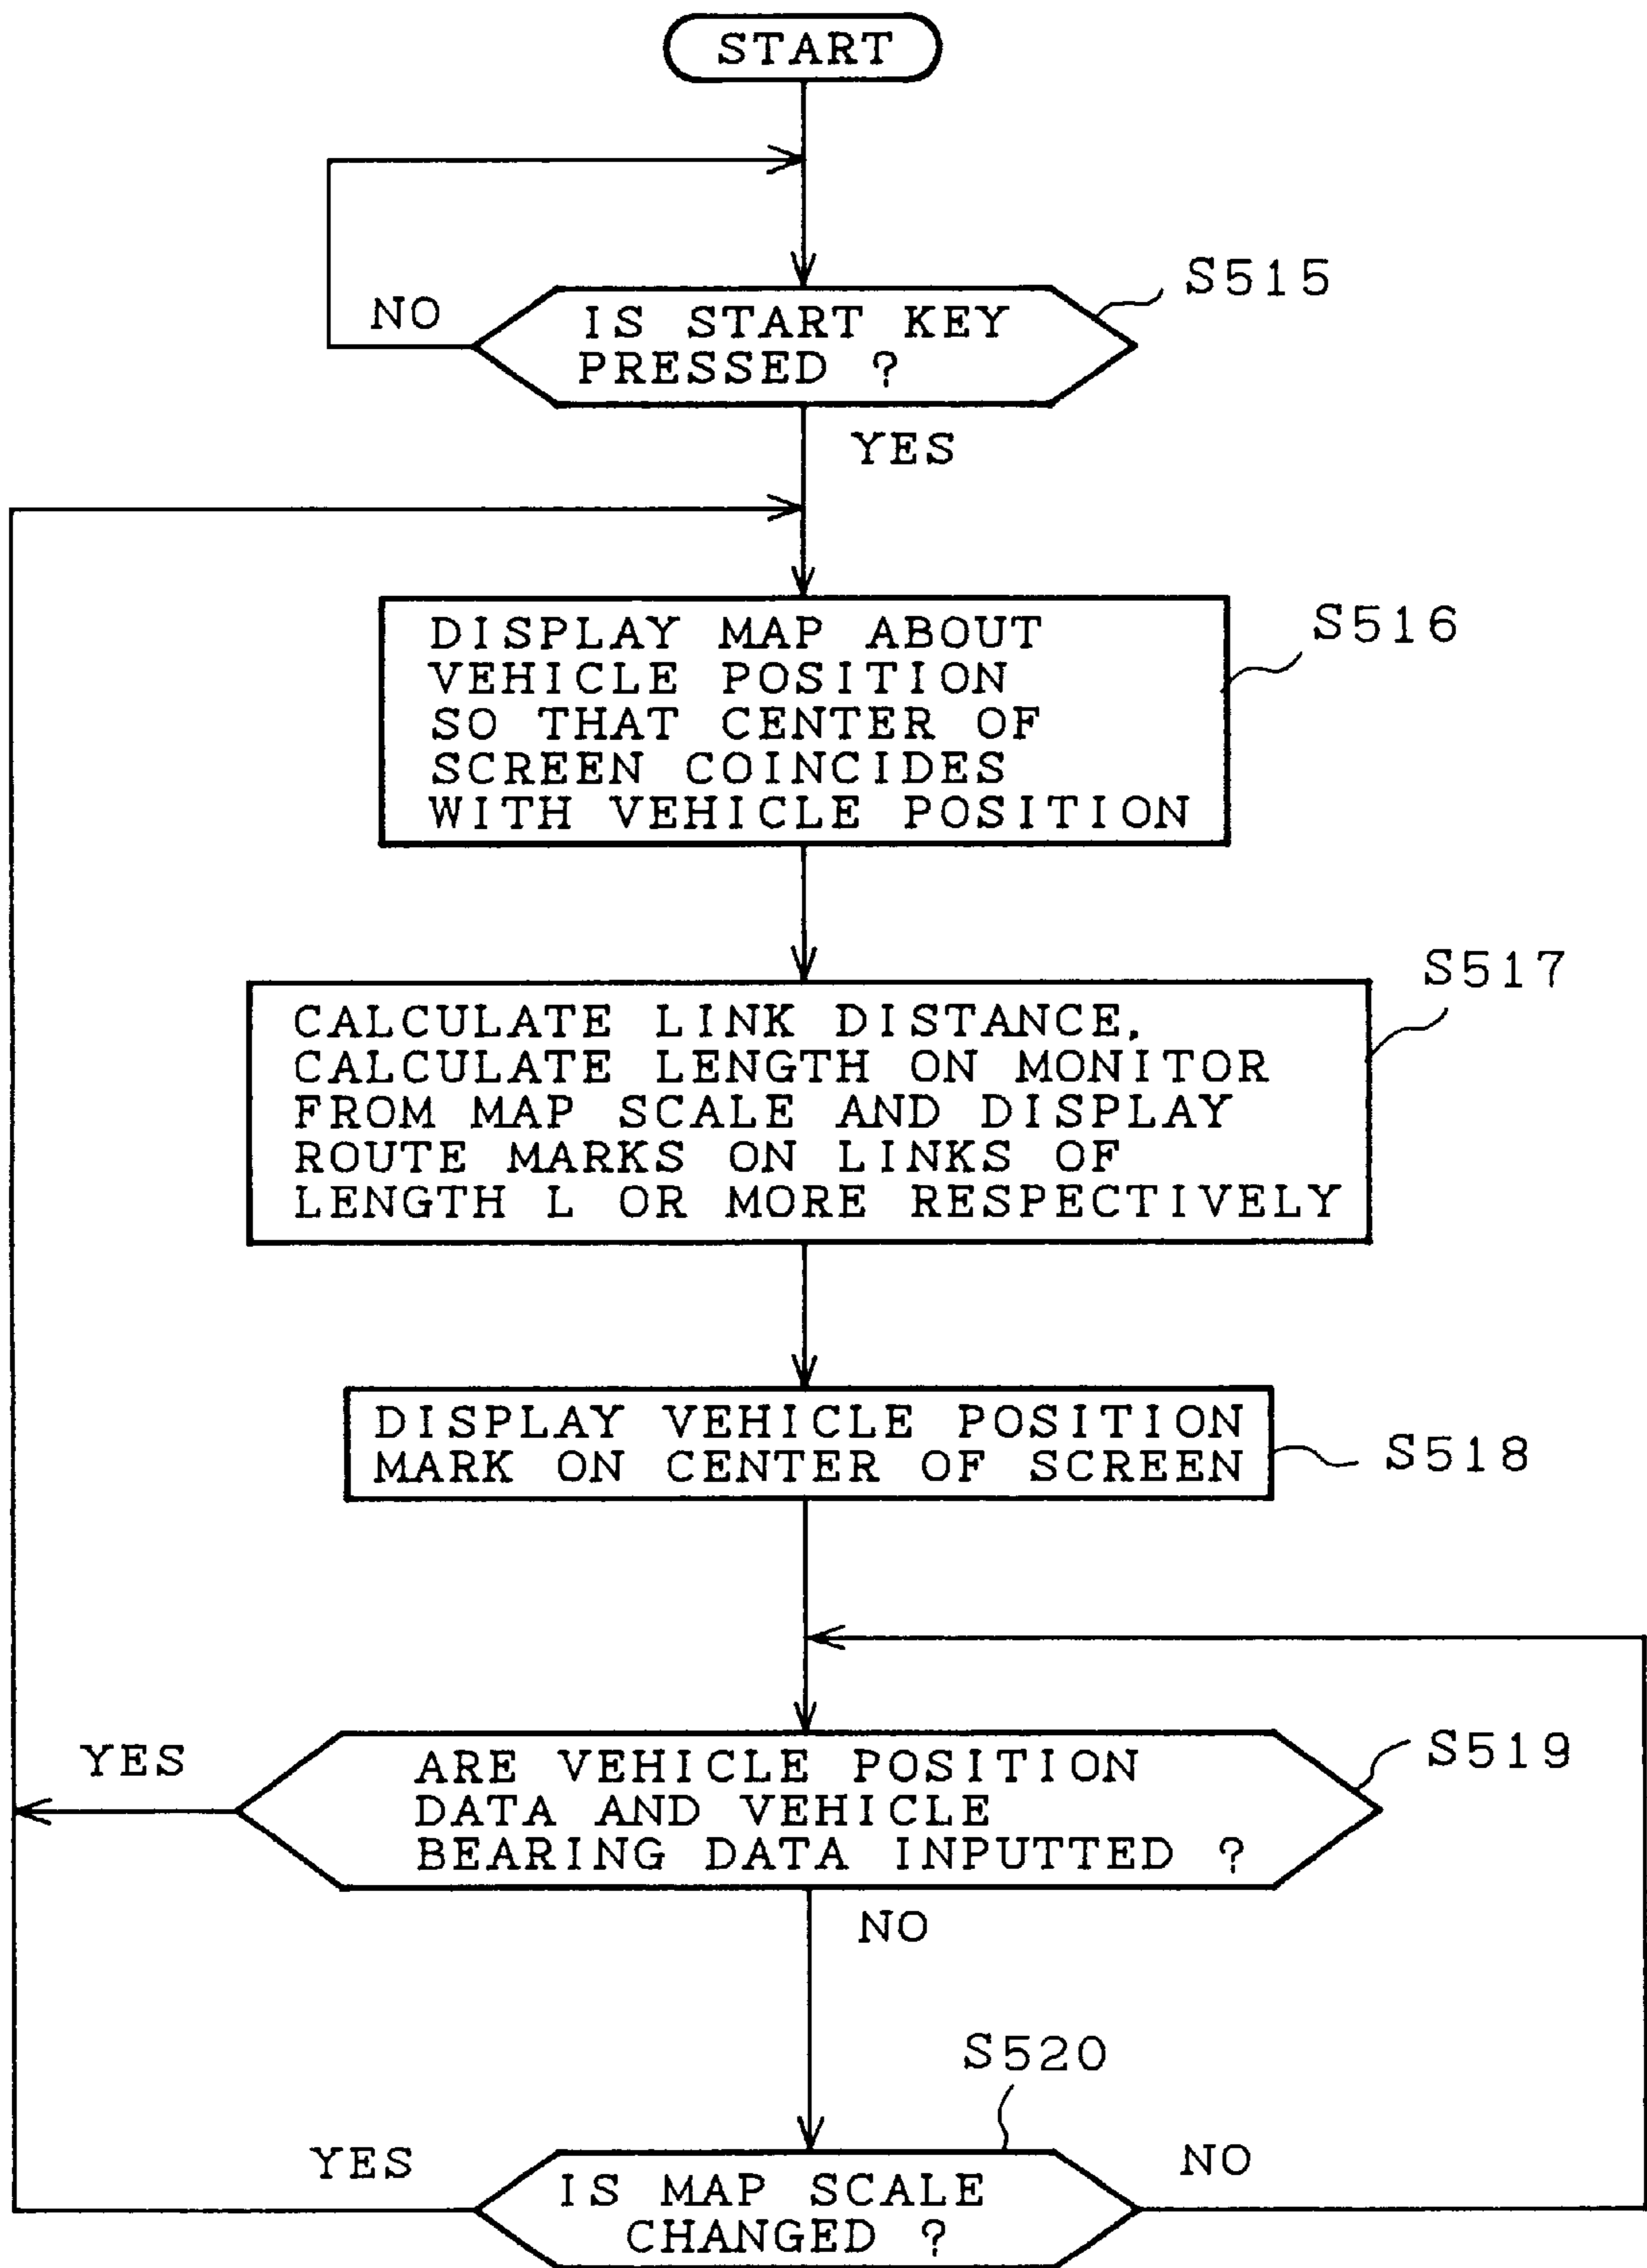 START
S515
NO
IS START KEY
PRESSED ?
YES
S516
DISPLAY MAP ABOUT
VEHICLE POSITION
SO THAT CENTER OF
SCREEN COINCIDES
WITH VEHICLE POSITION
S517
CALCULATE LINK DISTANCE,
CALCULATE LENGTH ON MONITOR
FROM MAP SCALE AND DISPLAY
ROUTE MARKS ON LINKS OF
LENGTH L OR MORE RESPECTIVELY
DISPLAY VEHICLE POSITION
MARK ON CENTER OF SCREEN
S518
YES
ARE VEHICLE POSITION
DATA AND VEHICLE
BEARING DATA INPUTTED ?
S519
NO
S520
YES
NO
IS MAP SCALE
CHANGED ?